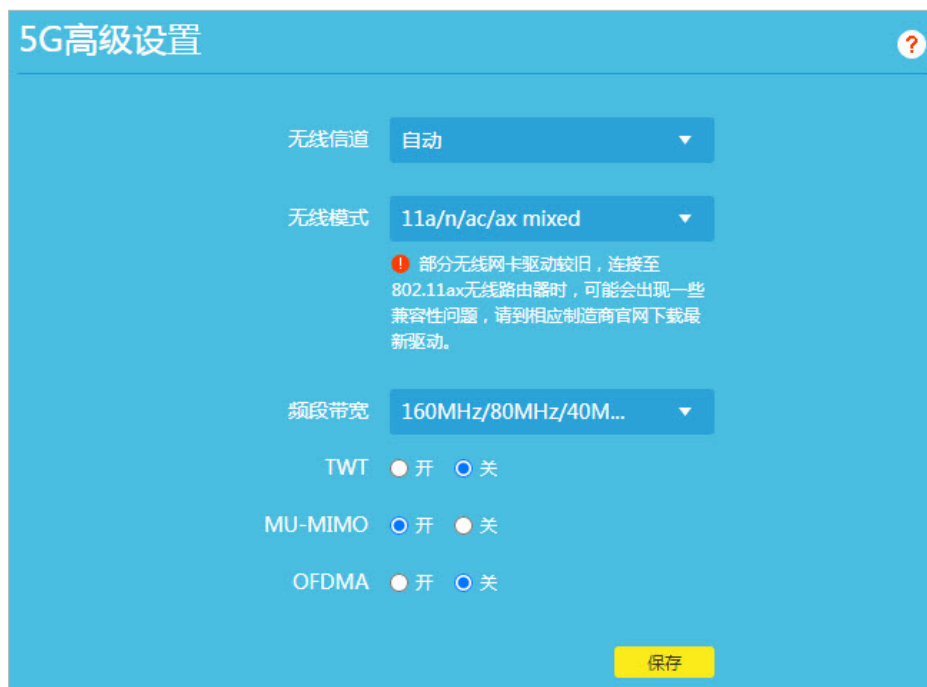 5G高级设置
?
无线信道 自动
无线模式 11a/n/ac/ax mixed
! 部分无线网卡驱动较旧，连接至
802.11ax无线路由器时，可能会出现一些
兼容性问题，请到相应制造商官网下载最
新驱动。
频段带宽 160MHz/80MHz/40M...
TWT 开 关
MU-MIMO 开 关
OFDMA 开 关
保存